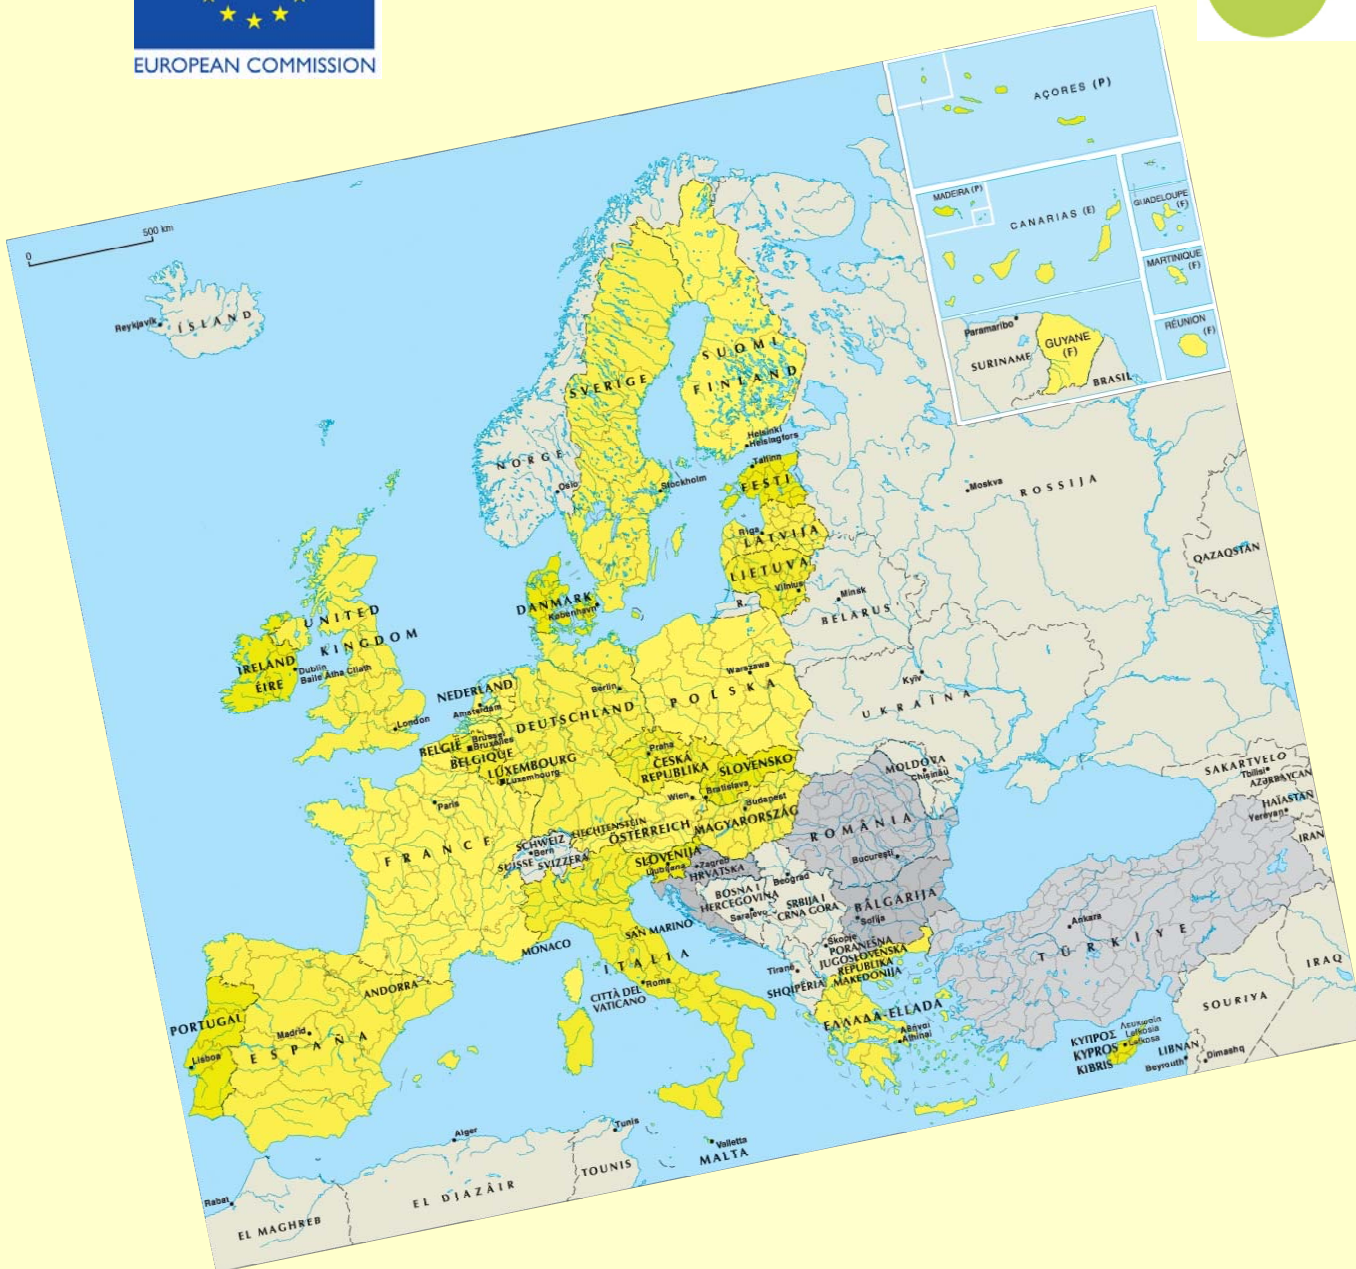 EUROPEAN COMMISSION
AÇORES (P)
MADEIRA (P)
CANARIAS (E)
GUADELOUPE
(F)
MARTINIQUE
(F)
RÉUNION
(F)
Paramaribo
SURINAME
GUYANE
(F)
BRASIL
0
500 km
Reykjavík
ÍSLAND
SUOMI
FINLAND
SVERIGE
NORGE
Oslo
Helsinki
Helsingfors
Tallinn
EESTI
Stockholm
Moskva
ROSSIJA
Riga
LATVIJA
LIETUVA
Vilnius
R.
QAZAQSTAN
Minsk
BELARUS'
DANMARK
København
UNITED
KINGDOM
IRELAND
ÉIRE
Dublin
Baile Átha Cliath
London
NEDERLAND
Amsterdam
Berlin
DEUTSCHLAND
Warszawa
POLSKA
Kyïv
UKRAÏNA
BELGIË
Brussel
Bruxelles
BELGIQUE
LUXEMBOURG
Luxembourg
Praha
ČESKÁ
REPUBLIKA
SLOVENSKO
Bratislava
Wien
Budapest
MAGYARORSZÁG
ÖSTERREICH
LIECHTENSTEIN
Paris
FRANCE
SCHWEIZ
Bern
SUISSE
SVIZZERA
SLOVENIJA
Ljubljana
Zagreb
HRVATSKA
MOLDOVA
Chişinău
ROMÂNIA
Bucureşti
SAKARTVELO
Tbilisi
AZƏRBAYCAN
HAÏASTAN
Yerevan
IRAN
BOSNA I
HERCEGOVINA
Sarajevo
Beograd
SRBIJA I
CRNA GORA
BÂLGARIJA
Sofija
MONACO
SAN MARINO
ITALIA
CITTÀ DEL
VATICANO
Roma
Skopje
PORANEŠNA
JUGOSLOVENSKA
REPUBLIKA
MAKEDONIJA
Tiranë
SHQIPËRIA
ΕΛΛΑΔΑ-ELLADA
Αθήναι
Athinai
Ankara
TÜRKİYE
ANDORRA
PORTUGAL
Lisboa
Madrid
ESPAÑA
ΚΥΠΡΟΣ
KYPROS
KIBRIS
Λευκωσία
Lefkosia
Lefkosa
LIBNAN
Beyrouth
Dimashq
SOURIYA
IRAQ
Alger
Tunis
TOUNIS
Valletta
MALTA
Rabat
EL MAGHREB
EL DJAZÂIR